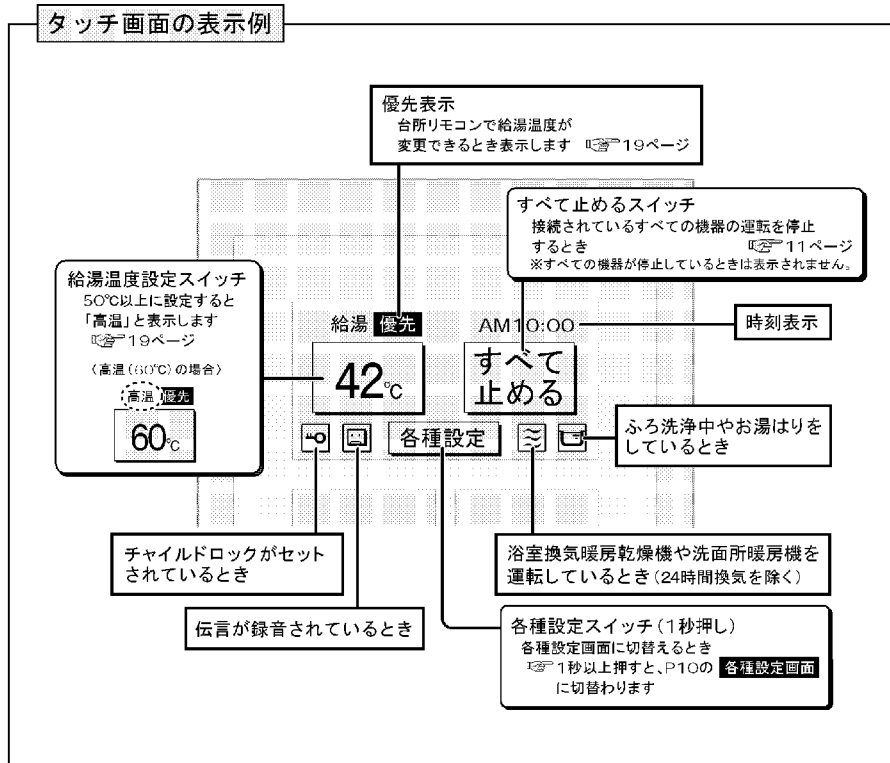 タッチ画面の表示例
優先表示
台所リモコンで給湯温度が
変更できるとき表示します ☞19ページ
すべて止めるスイッチ
接続されているすべての機器の運転を停止
するとき ☞11ページ
※すべての機器が停止しているときは表示されません。
給湯温度設定スイッチ
50℃以上に設定すると
「高温」と表示します
☞19ページ
〈高温(60℃)の場合〉
高温 優先
60℃
給湯 優先 AM10:00
時刻表示
42℃
すべて
止める
各種設定
ふろ洗浄中やお湯はりを
しているとき
チャイルドロックがセット
されているとき
伝言が録音されているとき
浴室換気暖房乾燥機や洗面所暖房機を
運転しているとき(24時間換気を除く)
各種設定スイッチ(1秒押し)
各種設定画面に切替えるとき
☞1秒以上押すと、P10の 各種設定画面
に切替わります